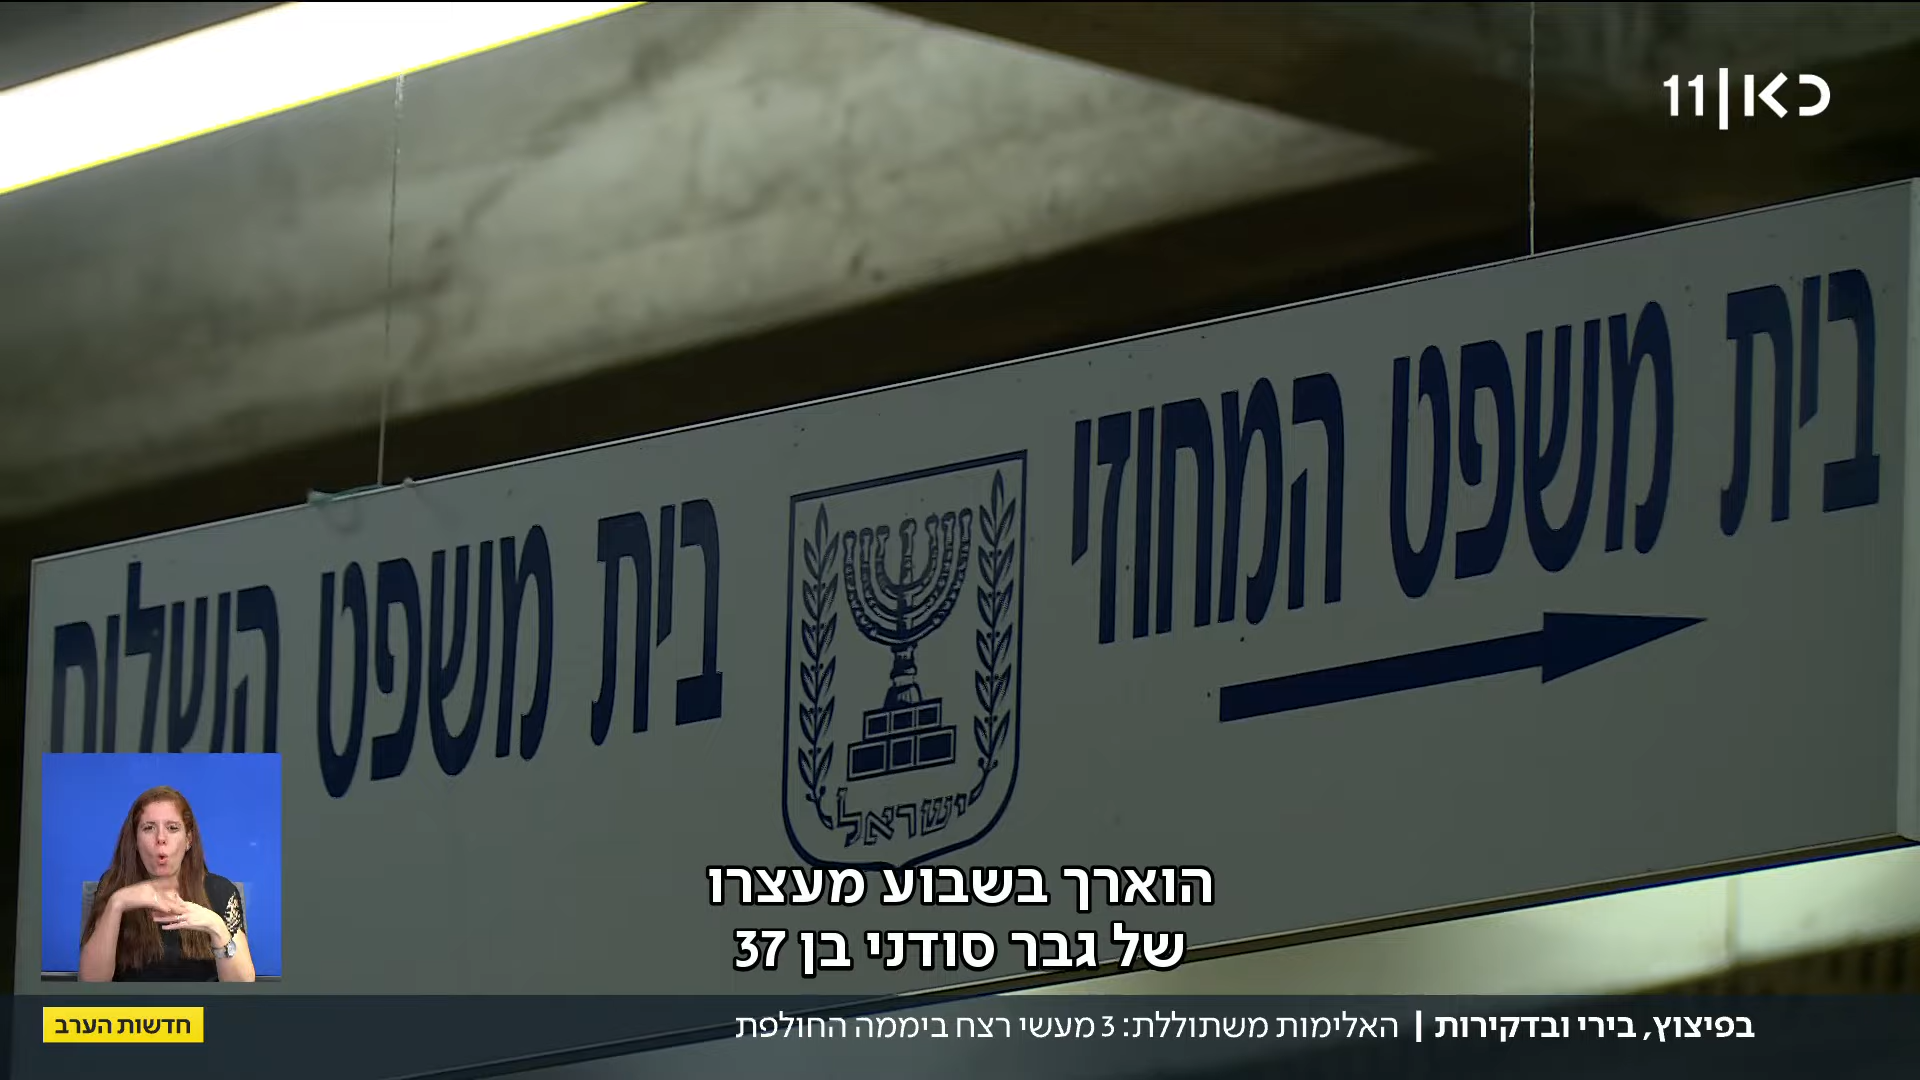 כאן|11
בית משפט המחוזי
בית משפט השלום
ישראל
הוארך בשבוע מעצרו
של גבר סודני בן 37
בפיצוץ, בירי ובדקירות | האלימות משתוללת: 3 מעשי רצח ביממה החולפת
חדשות הערב